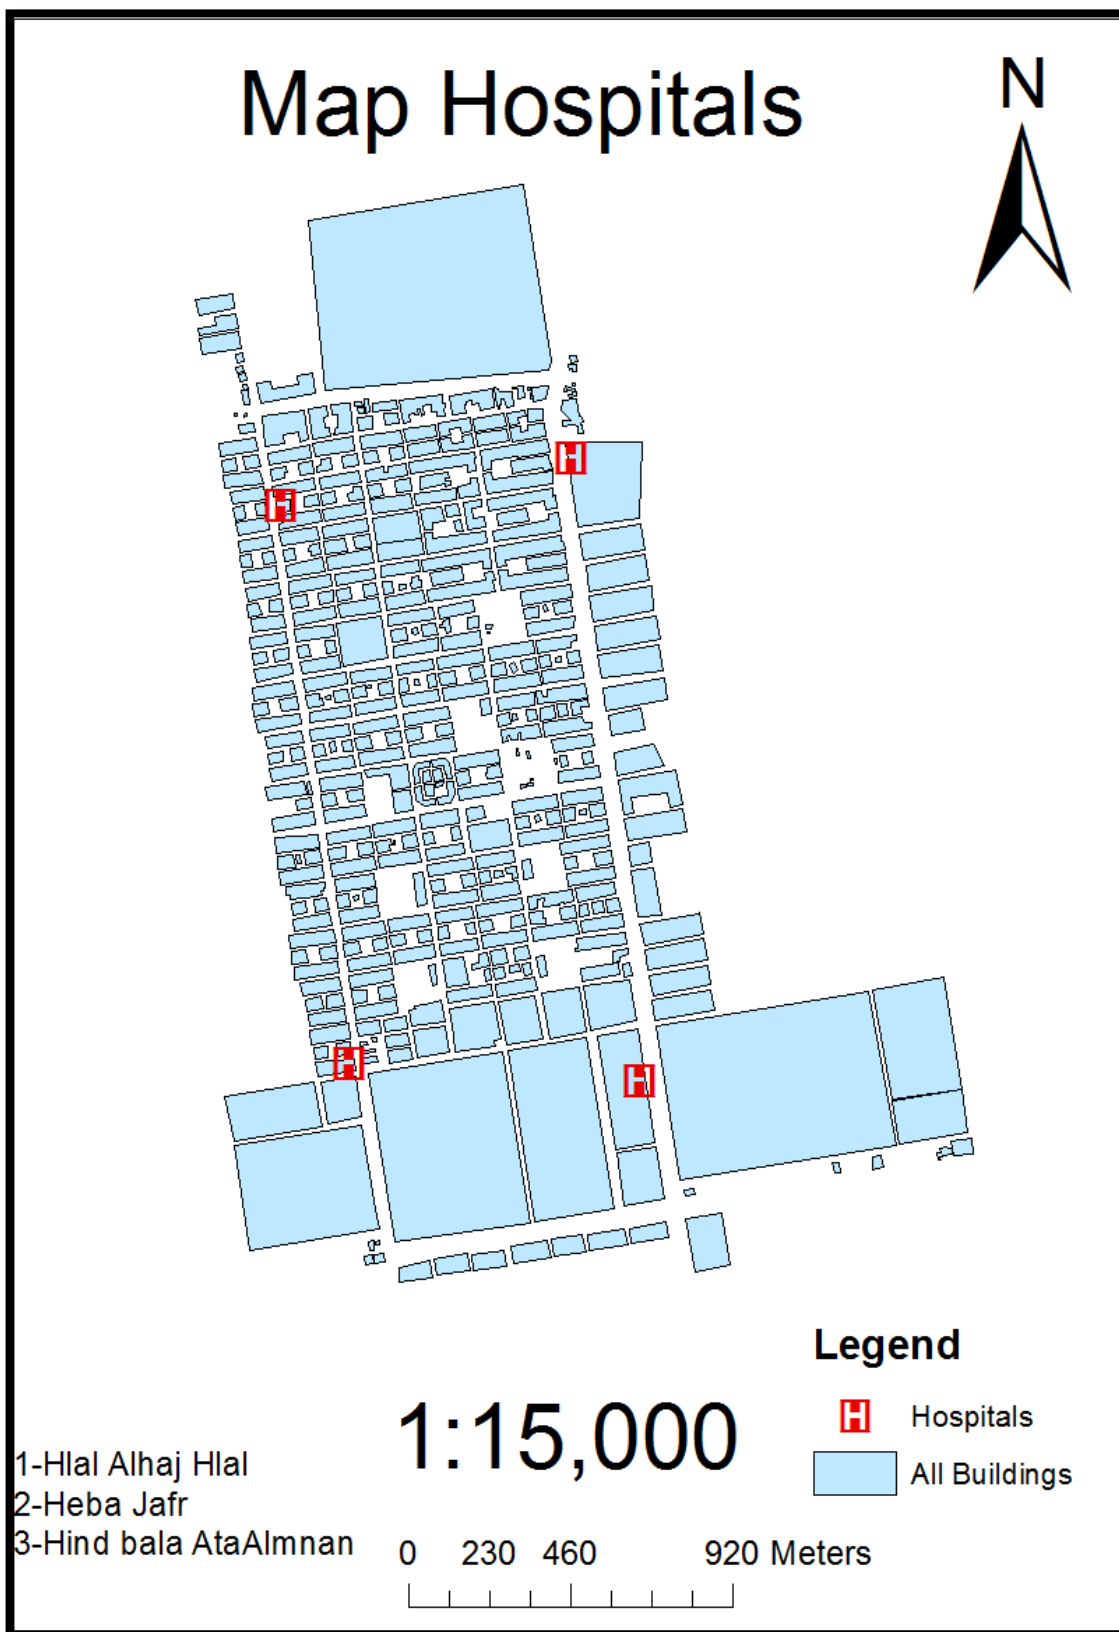 Map Hospitals
N
H
H
H
H
Legend
H Hospitals
All Buildings
1:15,000
1-Hlal Alhaj Hlal
2-Heba Jafr
3-Hind bala AtaAlmnan
0 230 460 920 Meters